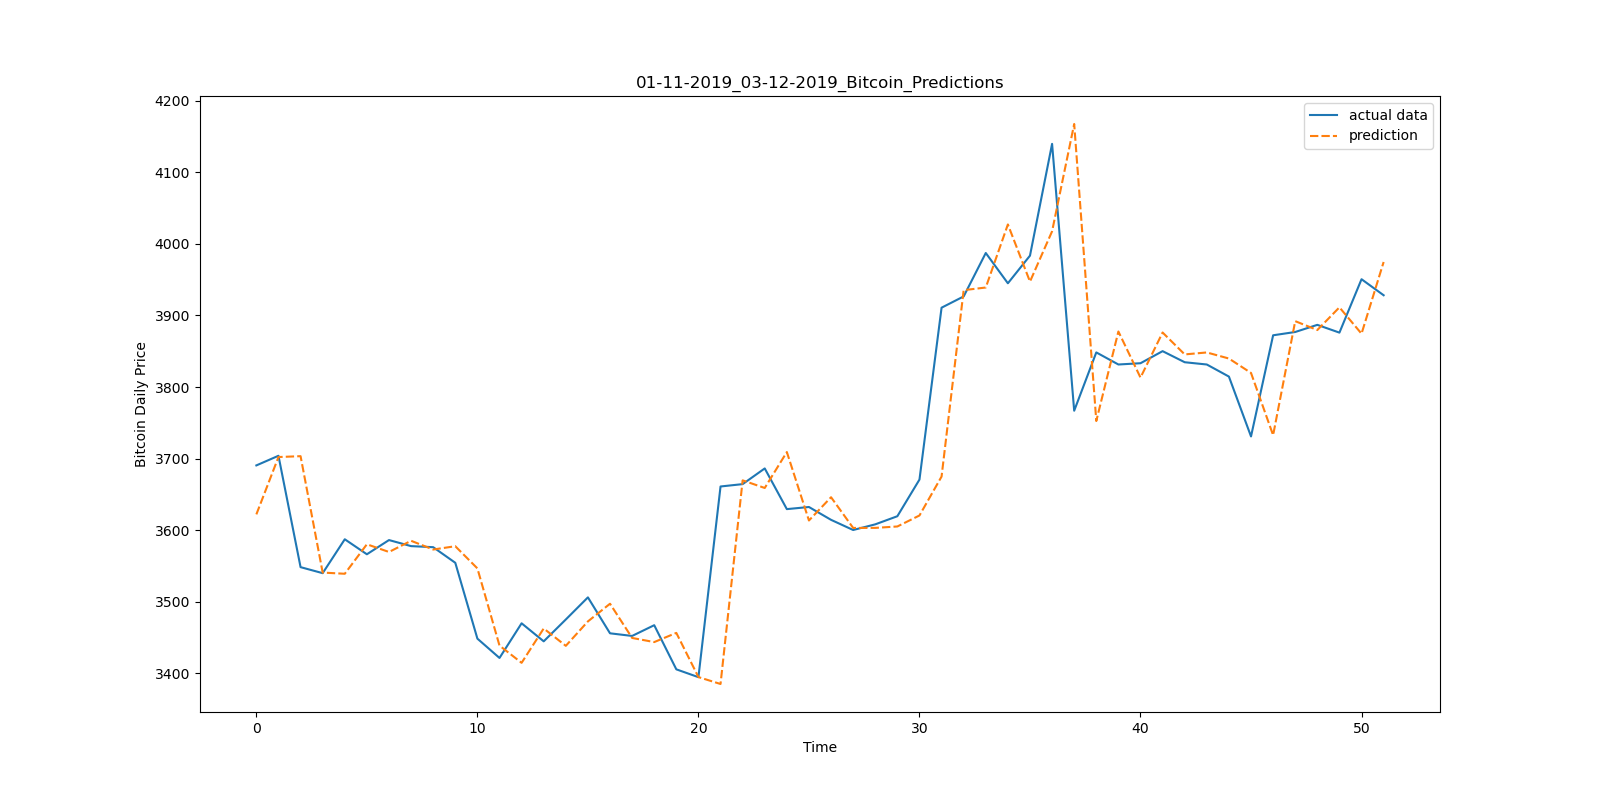 01-11-2019_03-12-2019_Bitcoin_Predictions
actual data
prediction
4200
4100
4000
3900
3800
3700
3600
3500
3400
Bitcoin Daily Price
0 10 20 30 40 50
Time